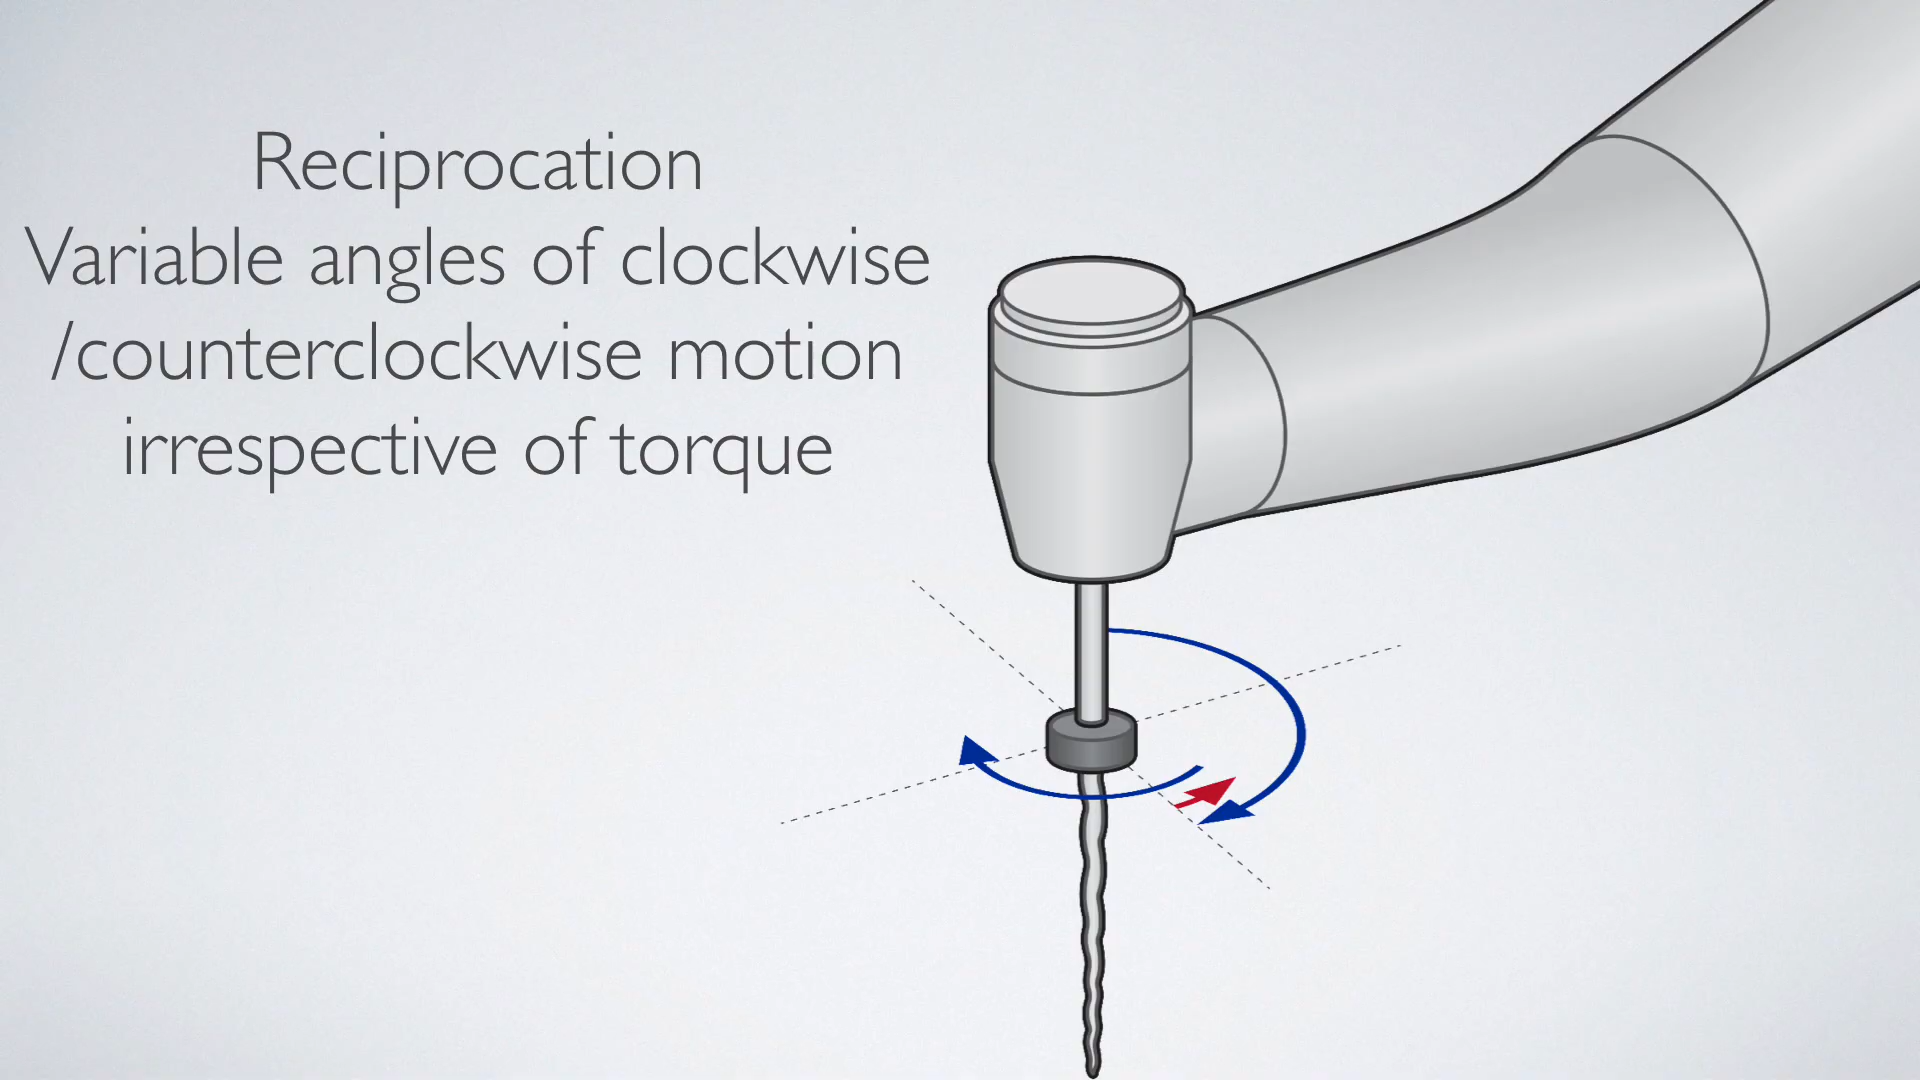 Reciprocation
Variable angles of clockwise
/counterclockwise motion
irrespective of torque